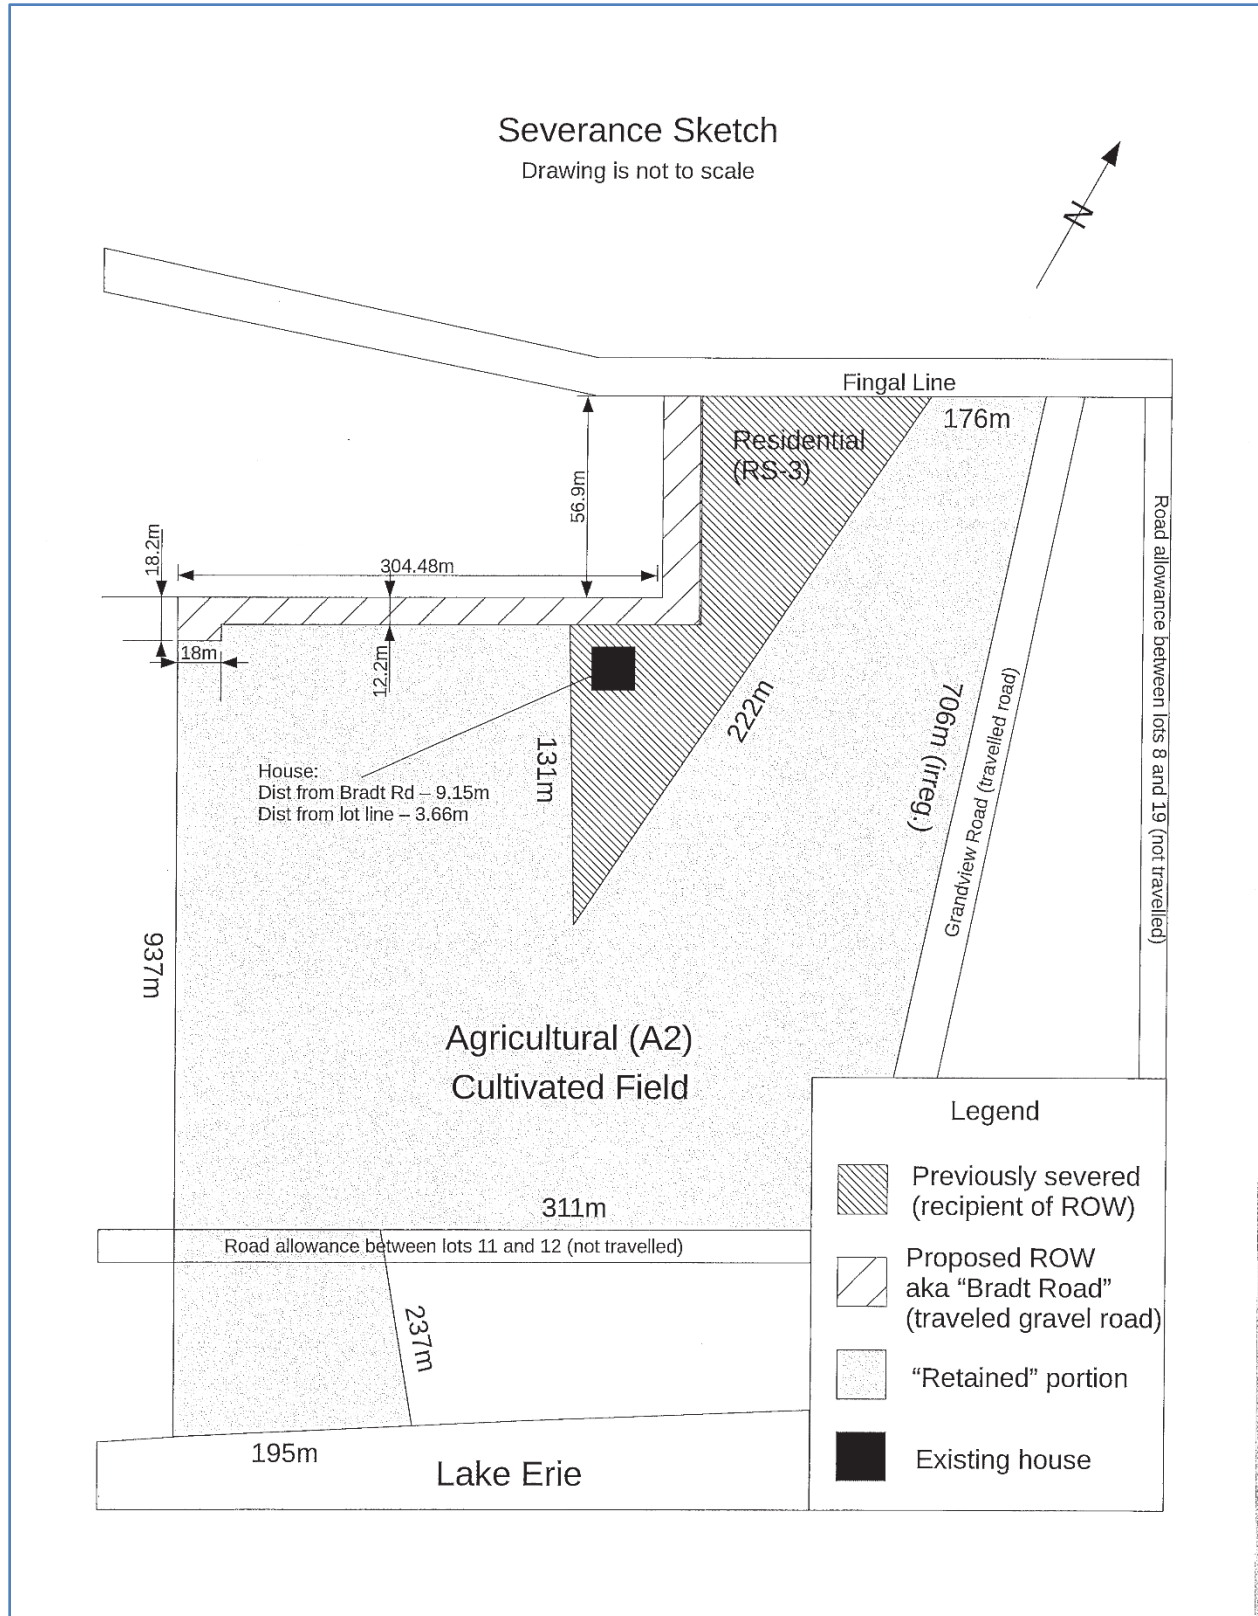 Severance Sketch
Drawing is not to scale
N
Fingal Line
176m
Residential
(RS-3)
56.9m
18.2m
304.48m
18m
12.2m
222m
706m (irreg.)
Grandview Road (travelled road)
Road allowance between lots 8 and 19 (not travelled)
131m
House:
Dist from Bradt Rd – 9.15m
Dist from lot line – 3.66m
937m
Agricultural (A2)
Cultivated Field
311m
Road allowance between lots 11 and 12 (not travelled)
237m
195m
Lake Erie
Legend
Previously severed
(recipient of ROW)
Proposed ROW
aka “Bradt Road”
(traveled gravel road)
“Retained” portion
Existing house